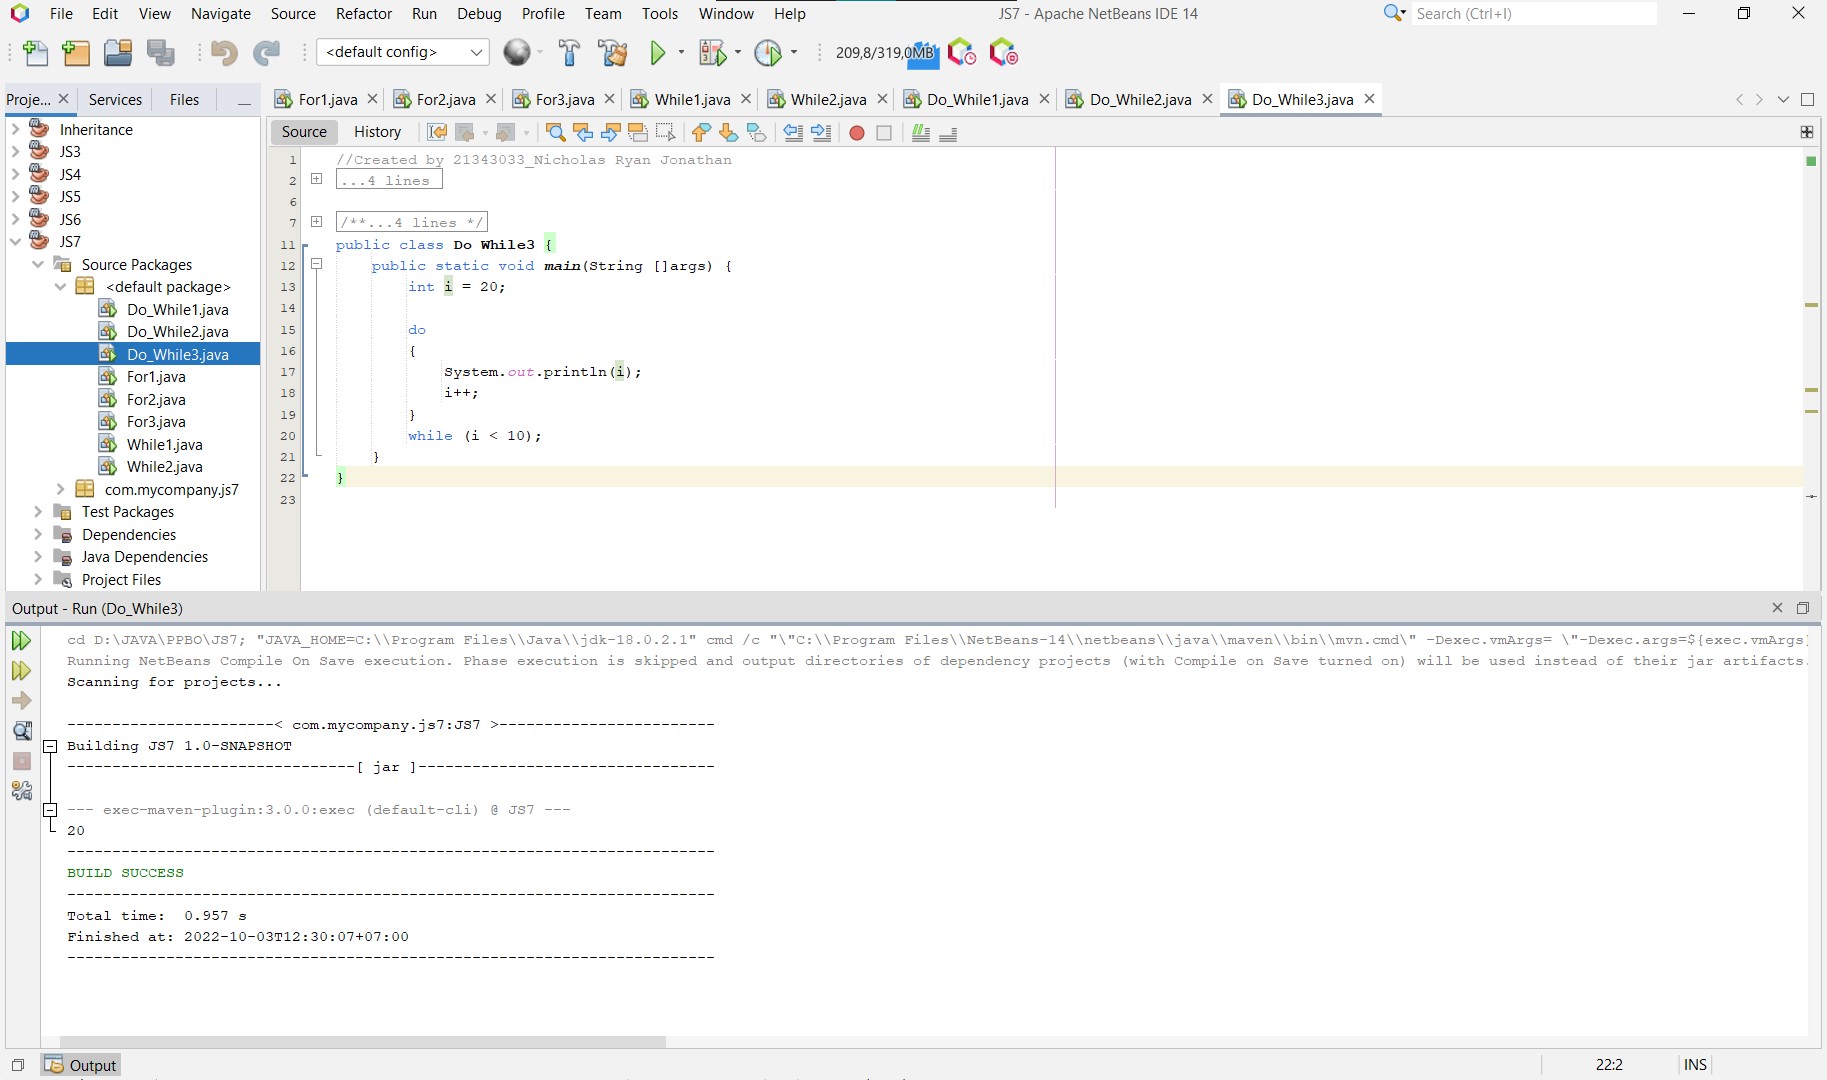 File Edit View Navigate Source Refactor Run Debug Profile Team Tools Window Help JS7 - Apache NetBeans IDE 14 Search (Ctrl+I)
<default config> 209,8/319,0MB
Proje... Services Files For1.java For2.java For3.java While1.java While2.java Do_While1.java Do_While2.java Do_While3.java
Source History
Inheritance
JS3
JS4
JS5
JS6
JS7
Source Packages
<default package>
Do_While1.java
Do_While2.java
Do_While3.java
For1.java
For2.java
For3.java
While1.java
While2.java
com.mycompany.js7
Test Packages
Dependencies
Java Dependencies
Project Files
1 //Created by 21343033_Nicholas Ryan Jonathan
2 ...4 lines
6
7 /**...4 lines */
11 public class Do While3 {
12 public static void main(String []args) {
13 int i = 20;
14
15 do
16 {
17 System.out.println(i);
18 i++;
19 }
20 while (i < 10);
21 }
22 }
23
Output - Run (Do_While3)
cd D:\JAVA\PPBO\JS7; "JAVA_HOME=C:\\Program Files\\Java\\jdk-18.0.2.1" cmd /c "\"C:\\Program Files\\NetBeans-14\\netbeans\\java\\maven\\bin\\mvn.cmd\" -Dexec.vmArgs= \"-Dexec.args=${exec.vmArgs}
Running NetBeans Compile On Save execution. Phase execution is skipped and output directories of dependency projects (with Compile on Save turned on) will be used instead of their jar artifacts.
Scanning for projects...
-----------------------< com.mycompany.js7:JS7 >------------------------
Building JS7 1.0-SNAPSHOT
--------------------------------[ jar ]---------------------------------
--- exec-maven-plugin:3.0.0:exec (default-cli) @ JS7 ---
20
------------------------------------------------------------------------
BUILD SUCCESS
------------------------------------------------------------------------
Total time:  0.957 s
Finished at: 2022-10-03T12:30:07+07:00
------------------------------------------------------------------------
Output 22:2 INS